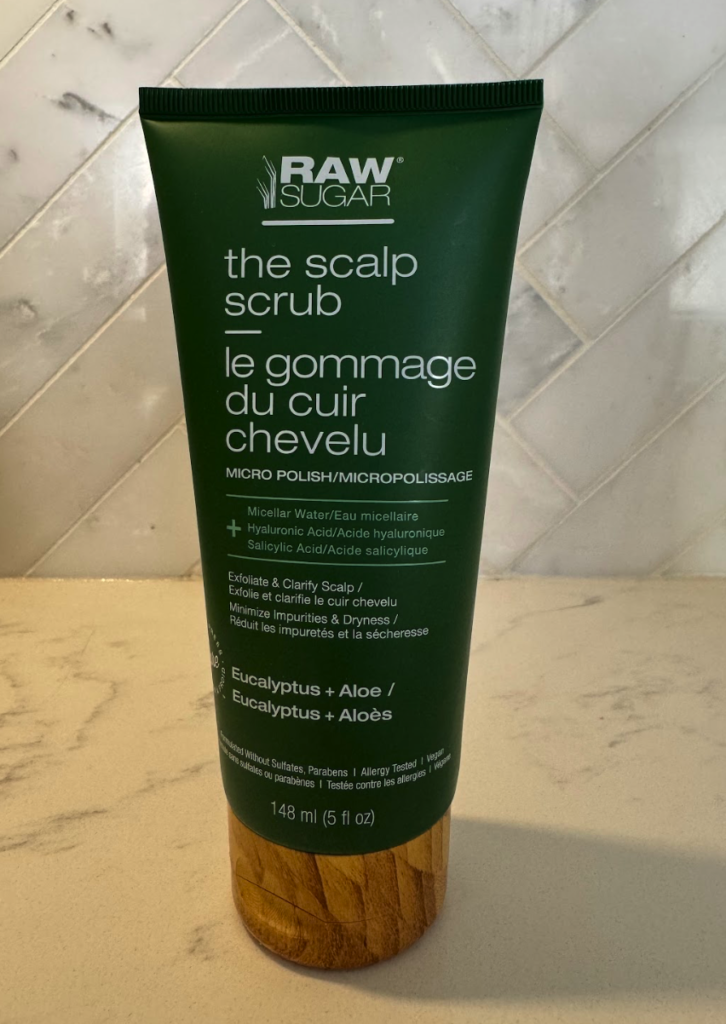 RAW®
SUGAR
the scalp
scrub
le gommage
du cuir
chevelu
MICRO POLISH/MICROPOLISSAGE
Micellar Water/Eau micellaire
+ Hyaluronic Acid/Acide hyaluronique
Salicylic Acid/Acide salicylique
Exfoliate & Clarify Scalp /
Exfolie et clarifie le cuir chevelu
Minimize Impurities & Dryness /
Réduit les impuretés et la sécheresse
Eucalyptus + Aloe /
Eucalyptus + Aloès
Without Sulfates, Parabens | Allergy Tested | Vegan
sans sulfates ou parabènes | Testée contre les allergies |
148 ml (5 fl oz)